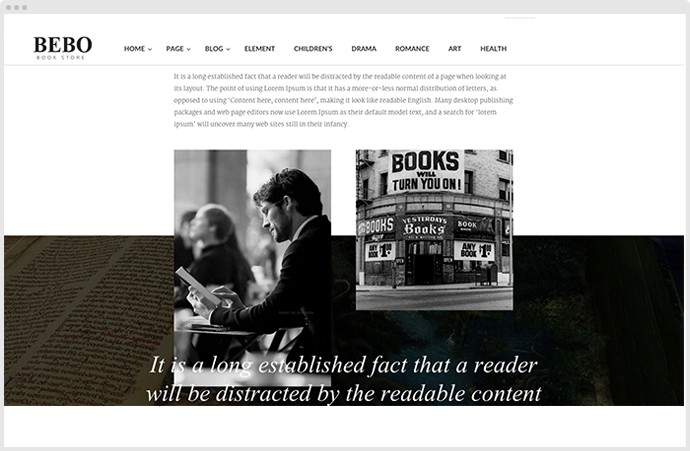 BEBO
BOOK STORE
HOME PAGE BLOG ELEMENT CHILDREN'S DRAMA ROMANCE ART HEALTH
It is a long established fact that a reader will be distracted by the readable content of a page when looking at
its layout. The point of using Lorem Ipsum is that it has a more-or-less normal distribution of letters, as
opposed to using 'Content here, content here', making it look like readable English. Many desktop publishing
packages and web page editors now use Lorem Ipsum as their default model text, and a search for 'lorem
ipsum' will uncover many web sites still in their infancy.
BOOKS
WILL
TURN YOU ON!
BOOKS
YESTERDAYS
Books
BOOK
ANY
BOOK
ANY
BOOK
It is a long established fact that a reader
will be distracted by the readable content